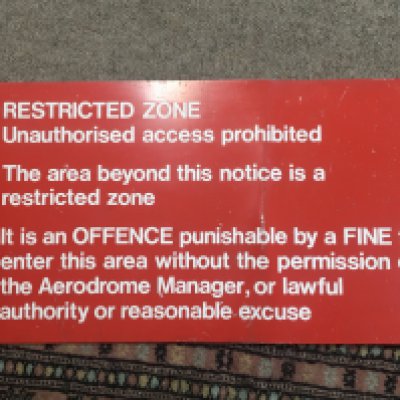 RESTRICTED ZONE
Unauthorised access prohibited
The area beyond this notice is a
restricted zone
It is an OFFENCE punishable by a FINE
enter this area without the permission
the Aerodrome Manager, or lawful
authority or reasonable excuse